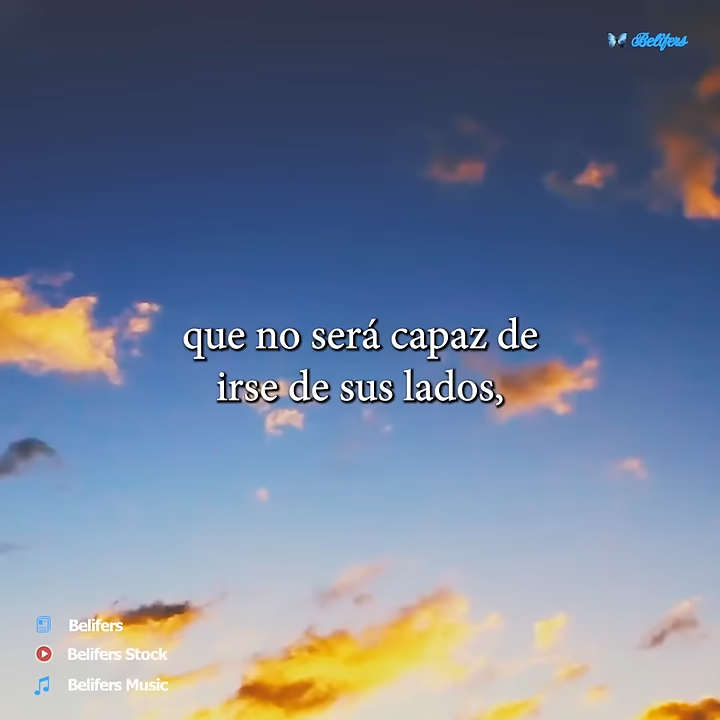 Belifers
que no será capaz de
irse de sus lados,
Belifers
Belifers Stock
Belifers Music